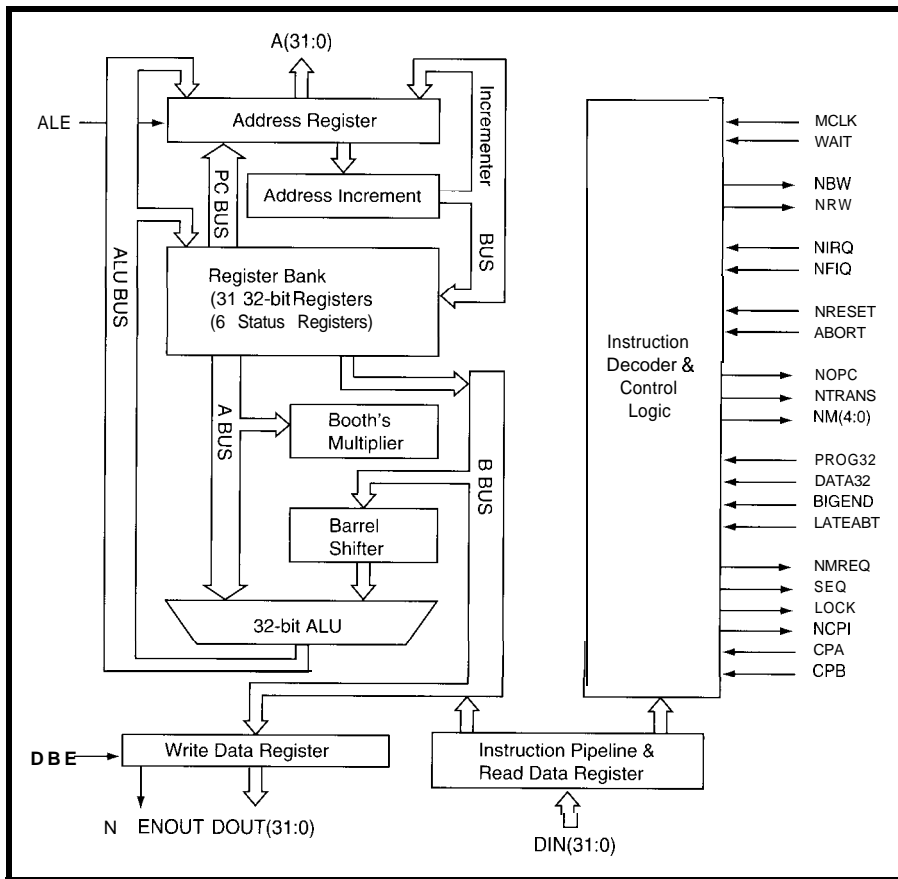 A(31:0)
ALE
Address Register
Incrementer
BUS
PC BUS
Address Increment
ALU BUS
Register Bank
(31 32-bit Registers
(6 Status Registers)
A BUS
Booth's
Multiplier
B BUS
Barrel
Shifter
32-bit ALU
DBE
Write Data Register
N ENOUT DOUT(31:0)
Instruction Pipeline &
Read Data Register
DIN(31:0)
Instruction
Decoder &
Control
Logic
MCLK
WAIT
NBW
NRW
NIRQ
NFIQ
NRESET
ABORT
NOPC
NTRANS
NM(4:0)
PROG32
DATA32
BIGEND
LATEABT
NMREQ
SEQ
LOCK
NCPI
CPA
CPB